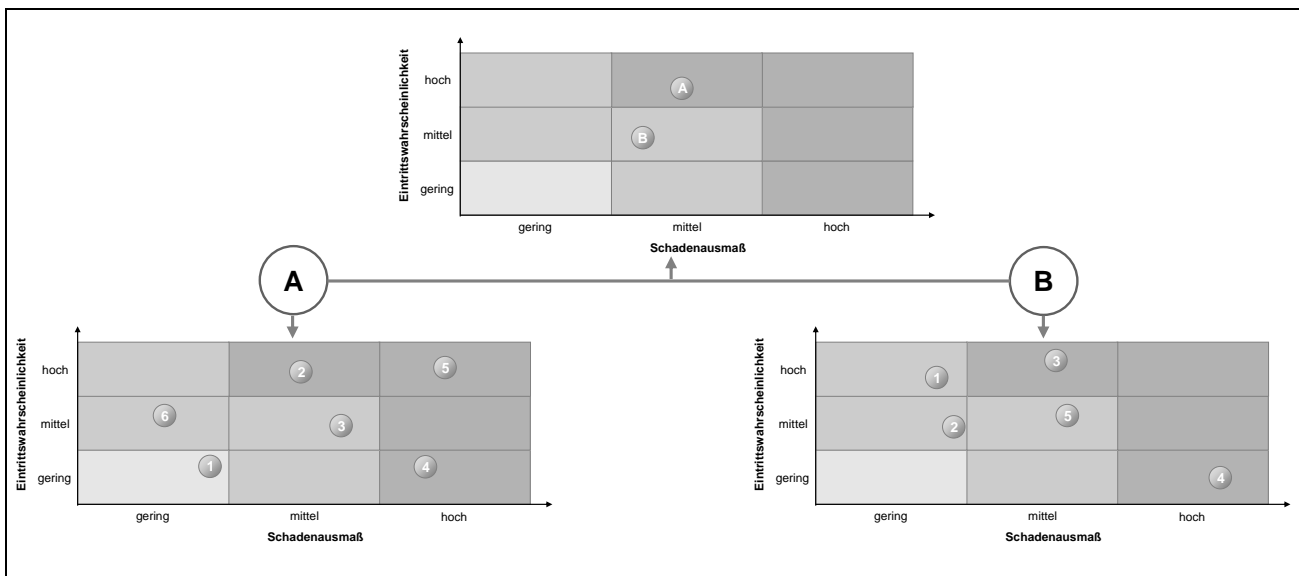 Eintrittswahrscheinlichkeit
hoch
A
mittel
B
gering
gering mittel hoch
Schadenausmaß
A B
Eintrittswahrscheinlichkeit
hoch
2 5
mittel
6 3
gering
1 4
gering mittel hoch
Schadenausmaß
Eintrittswahrscheinlichkeit
hoch
1 3
mittel
2 5
gering
4
gering mittel hoch
Schadenausmaß